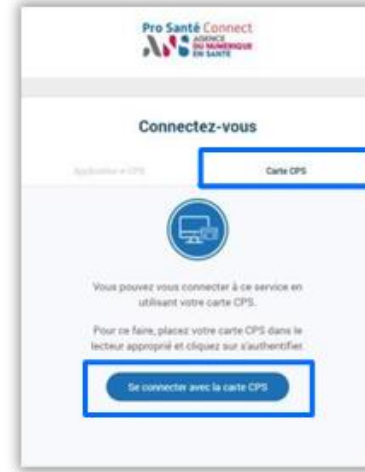 Pro Santé Connect
AGENCE
DU NUMÉRIQUE
EN SANTÉ
Connectez-vous
Application e-CPS
Carte CPS
Vous pouvez vous connecter à ce service en
utilisant votre carte CPS.
Pour ce faire, placez votre carte CPS dans le
lecteur approprié et cliquez sur s'authentifier.
Se connecter avec la carte CPS